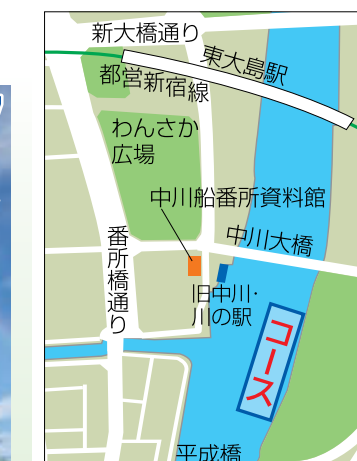 新大橋通り
東大島駅
都営新宿線
わんさか
広場
中川船番所資料館
中川大橋
番所橋通り
旧中川・
川の駅
コース
平成橋